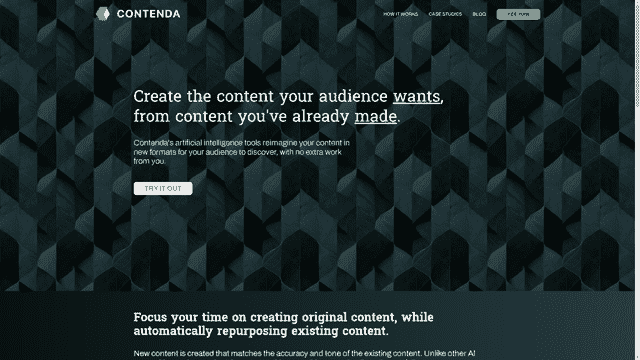 CONTENDA
HOW IT WORKS
CASE STUDIES
BLOG
Create the content your audience wants,
from content you've already made.
Contenda's artificial intelligence tools reimagine your content in
new formats for your audience to discover, with no extra work
from you.
TRY IT OUT
Focus your time on creating original content, while
automatically repurposing existing content.
New content is created that matches the accuracy and tone of the existing content. Unlike other AI